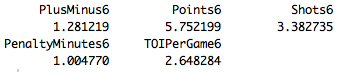 PlusMinus6 Points6 Shots6
1.281219 5.752199 3.382735
PenaltyMinutes6 TOIPerGame6
1.004770 2.648284